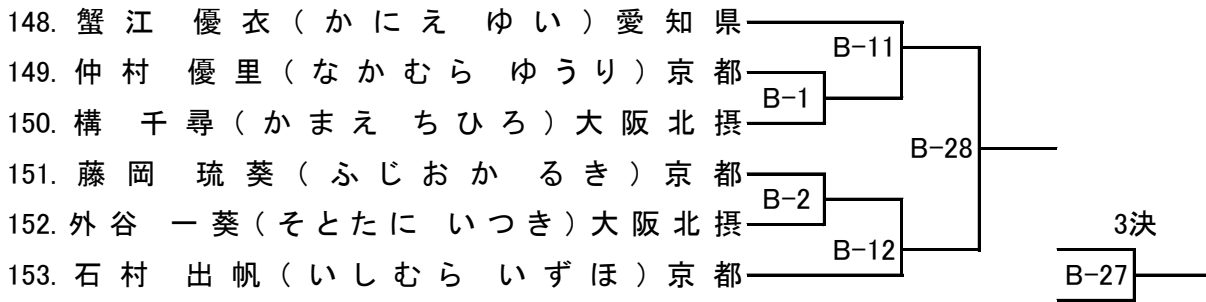 148. 蟹江 優衣(かにえ ゆい)愛知県
B-11
149. 仲村 優里(なかむら ゆうり)京都
B-1
150. 構 千尋(かまえ ちひろ)大阪北摂
B-28
151. 藤岡 琉葵(ふじおか るき)京都
B-2
152. 外谷 一葵(そとたに いつき)大阪北摂
3決
B-12
153. 石村 出帆(いしむら いずほ)京都
B-27